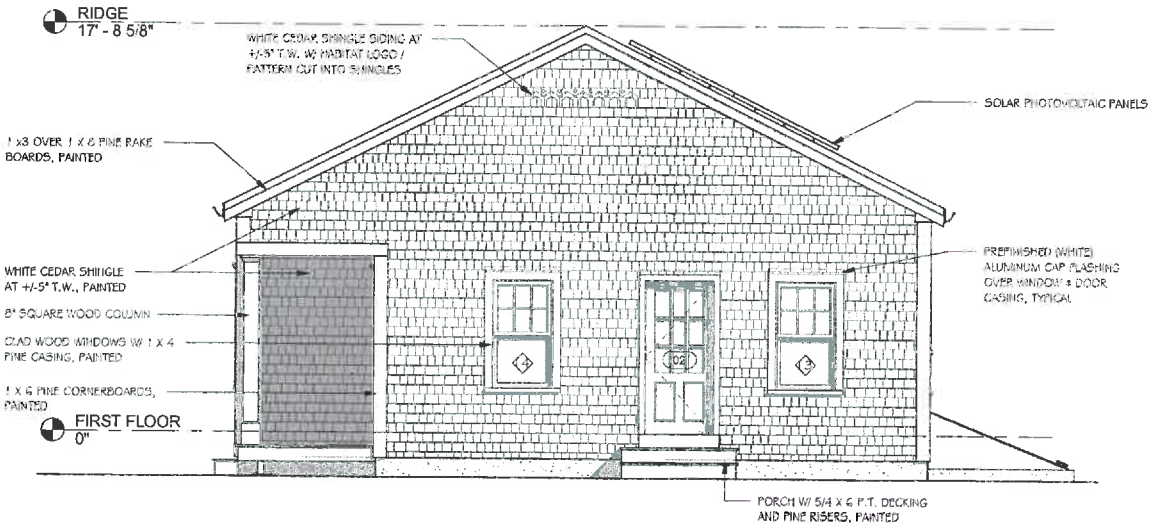 RIDGE
17' - 8 5/8"
WHITE CEDAR SHINGLE SIDING AT
+/-5" T.W. W/ HABITAT LOGO /
PATTERN CUT INTO SHINGLES
SOLAR PHOTOVOLTAIC PANELS
1 x3 OVER 1 X 8 PINE RAKE
BOARDS, PAINTED
WHITE CEDAR SHINGLE
AT +/-5" T.W., PAINTED
8" SQUARE WOOD COLUMN
CLAD WOOD WINDOWS W/ 1 X 4
PINE CASING, PAINTED
1 X 6 PINE CORNERBOARDS,
PAINTED
PREFINISHED (WHITE)
ALUMINUM CAP FLASHING
OVER WINDOW & DOOR
CASING, TYPICAL
FIRST FLOOR
0"
14
102
13
PORCH W/ 5/4 X 6 P.T. DECKING
AND PINE RISERS, PAINTED